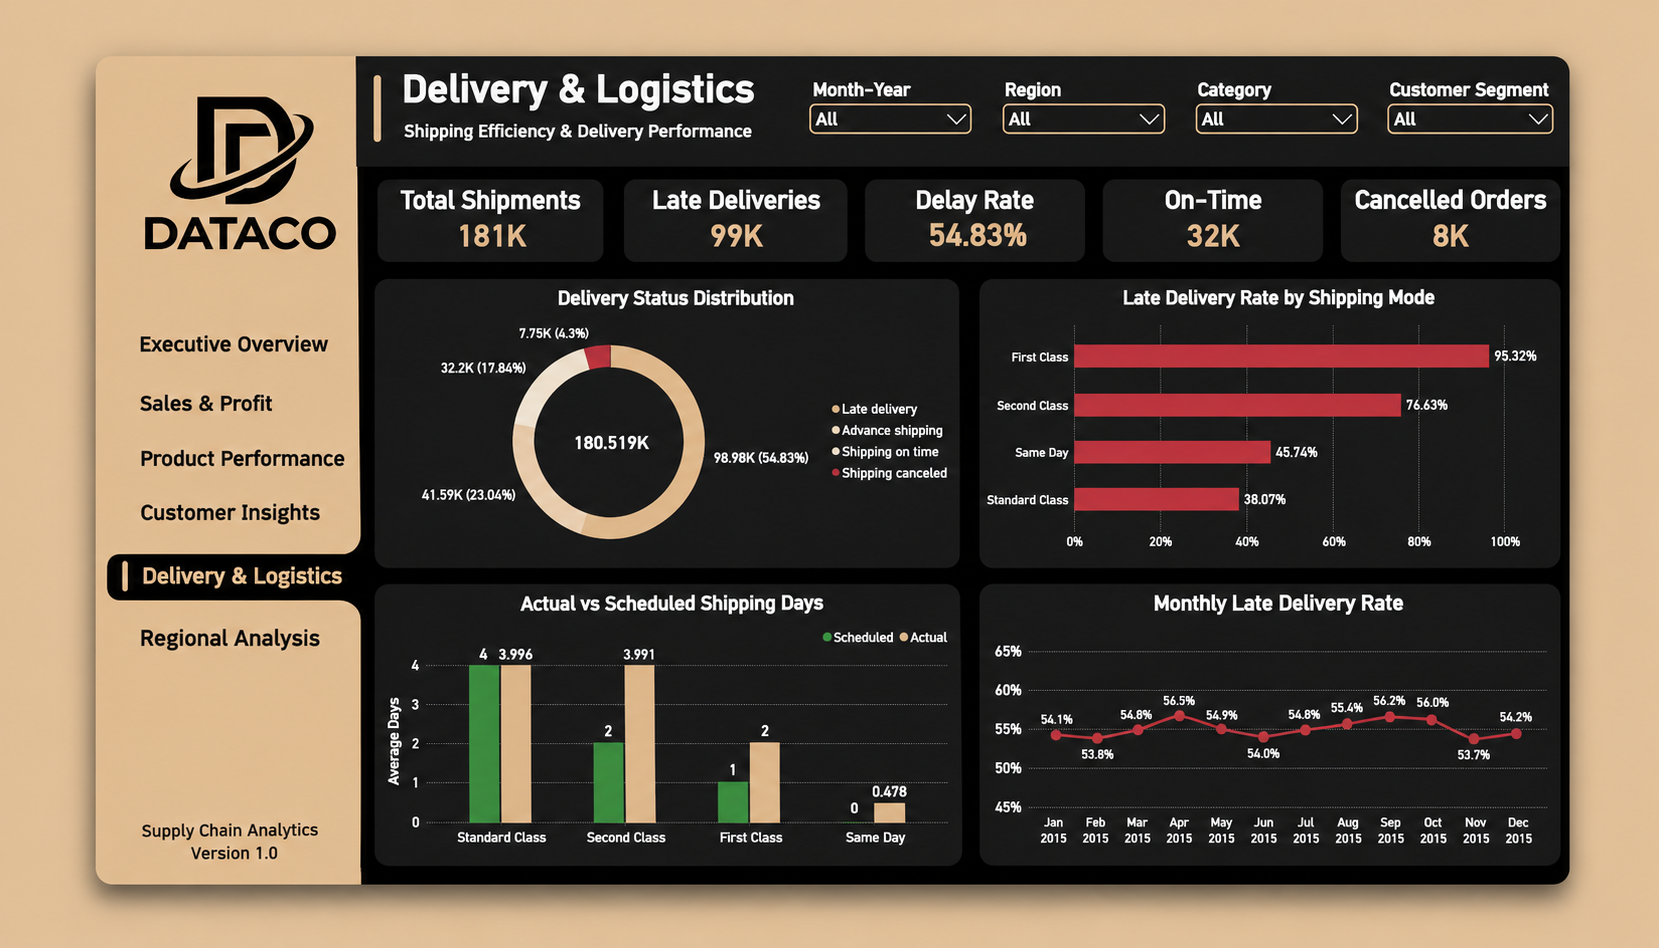 DATACO
Executive Overview
Sales & Profit
Product Performance
Customer Insights
Delivery & Logistics
Regional Analysis
Supply Chain Analytics
Version 1.0
Delivery & Logistics
Shipping Efficiency & Delivery Performance
Month-Year
All
Region
All
Category
All
Customer Segment
All
Total Shipments
181K
Late Deliveries
99K
Delay Rate
54.83%
On-Time
32K
Cancelled Orders
8K
Delivery Status Distribution
7.75K (4.3%)
32.2K (17.84%)
180.519K
98.98K (54.83%)
41.59K (23.04%)
Late delivery
Advance shipping
Shipping on time
Shipping canceled
Late Delivery Rate by Shipping Mode
First Class 95.32%
Second Class 76.63%
Same Day 45.74%
Standard Class 38.07%
0% 20% 40% 60% 80% 100%
Actual vs Scheduled Shipping Days
Scheduled Actual
Average Days
4
3
2
1
0
4 3.996
2 3.991
1 2
0 0.478
Standard Class Second Class First Class Same Day
Monthly Late Delivery Rate
65%
60%
55%
50%
45%
54.1% 53.8% 54.8% 56.5% 54.9% 54.0% 54.8% 55.4% 56.2% 56.0% 53.7% 54.2%
Jan Feb Mar Apr May Jun Jul Aug Sep Oct Nov Dec
2015 2015 2015 2015 2015 2015 2015 2015 2015 2015 2015 2015